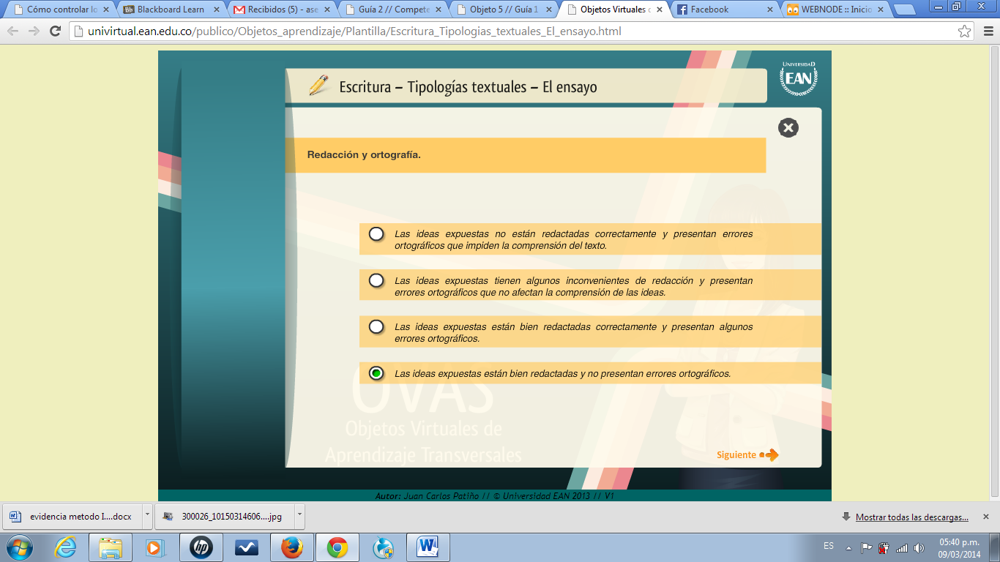 Cómo controlar lo
Blackboard Learn
Recibidos (5) - ase
Guía 2 // Compete
Objeto 5 // Guía 1
Objetos Virtuales d
Facebook
WEBNODE :: Inicio
univirtual.ean.edu.co/publico/Objetos_aprendizaje/Plantilla/Escritura_Tipologias_textuales_El_ensayo.html
Escritura – Tipologías textuales – El ensayo
UNIVERSIDAD
EAN
Redacción y ortografía.
Las ideas expuestas no están redactadas correctamente y presentan errores
ortográficos que impiden la comprensión del texto.
Las ideas expuestas tienen algunos inconvenientes de redacción y presentan
errores ortográficos que no afectan la comprensión de las ideas.
Las ideas expuestas están bien redactadas correctamente y presentan algunos
errores ortográficos.
Las ideas expuestas están bien redactadas y no presentan errores ortográficos.
OVAS
Objetos Virtuales de
Aprendizaje Transversales
Siguiente
Autor: Juan Carlos Patiño // © Universidad EAN 2013 // V1
evidencia metodo I....docx
300026_10150314606....jpg
Mostrar todas las descargas...
ES
05:40 p.m.
09/03/2014